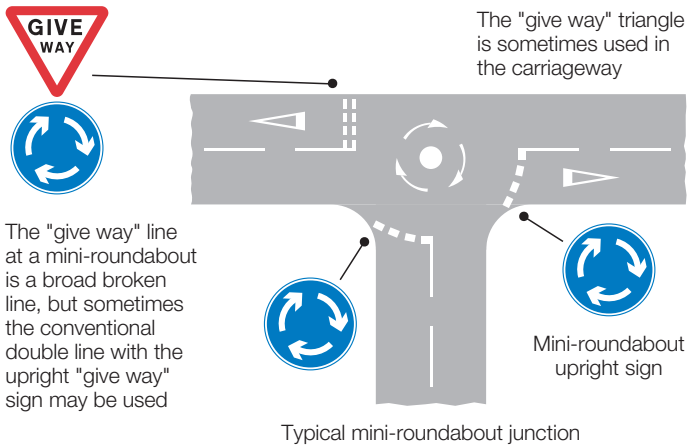 GIVE
WAY
The "give way" triangle
is sometimes used in
the carriageway
The "give way" line
at a mini-roundabout
is a broad broken
line, but sometimes
the conventional
double line with the
upright "give way"
sign may be used
Mini-roundabout
upright sign
Typical mini-roundabout junction